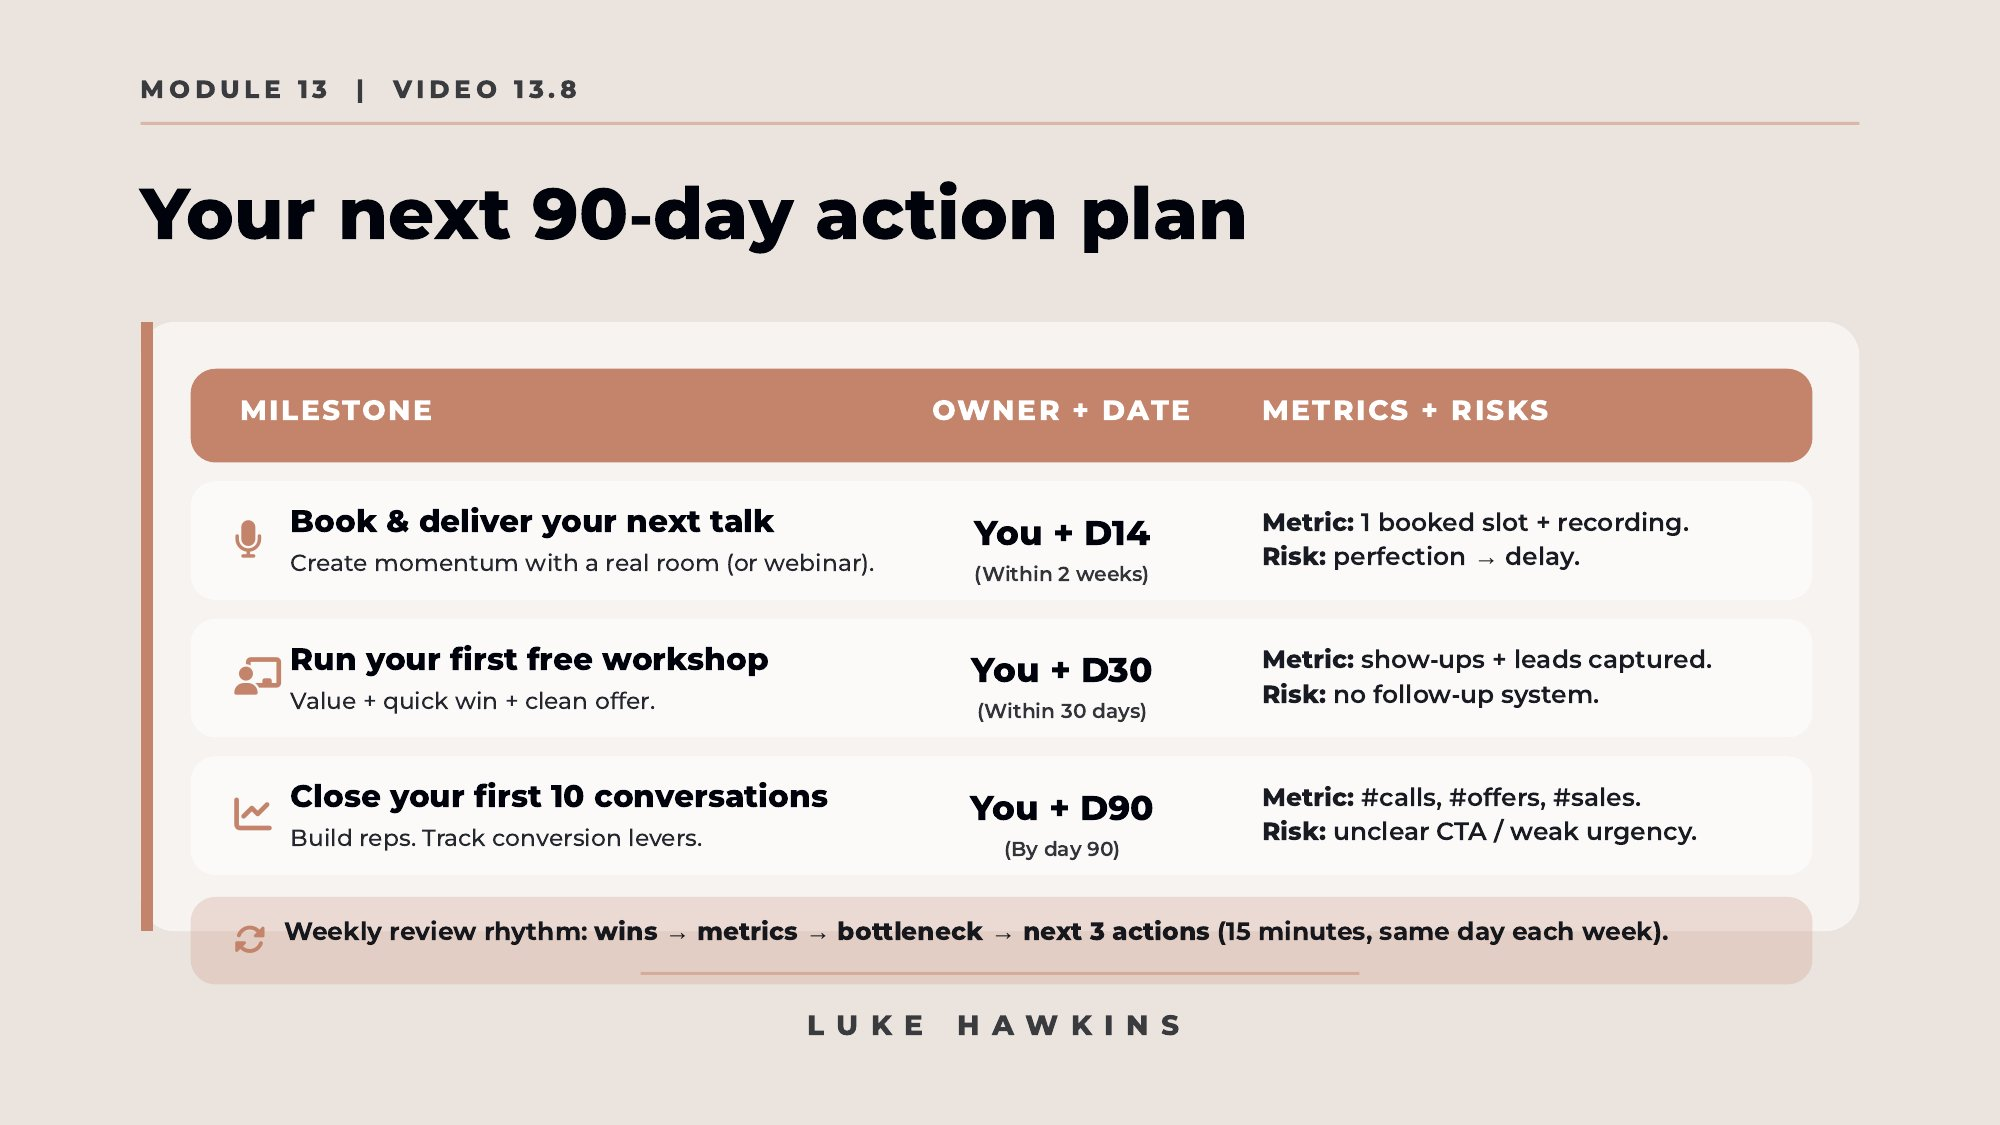 MODULE 13 | VIDEO 13.8
Your next 90-day action plan
MILESTONE OWNER + DATE METRICS + RISKS
Book & deliver your next talk
Create momentum with a real room (or webinar).
You + D14
(Within 2 weeks)
Metric: 1 booked slot + recording.
Risk: perfection → delay.
Run your first free workshop
Value + quick win + clean offer.
You + D30
(Within 30 days)
Metric: show-ups + leads captured.
Risk: no follow-up system.
Close your first 10 conversations
Build reps. Track conversion levers.
You + D90
(By day 90)
Metric: #calls, #offers, #sales.
Risk: unclear CTA / weak urgency.
Weekly review rhythm: wins → metrics → bottleneck → next 3 actions (15 minutes, same day each week).
LUKE HAWKINS